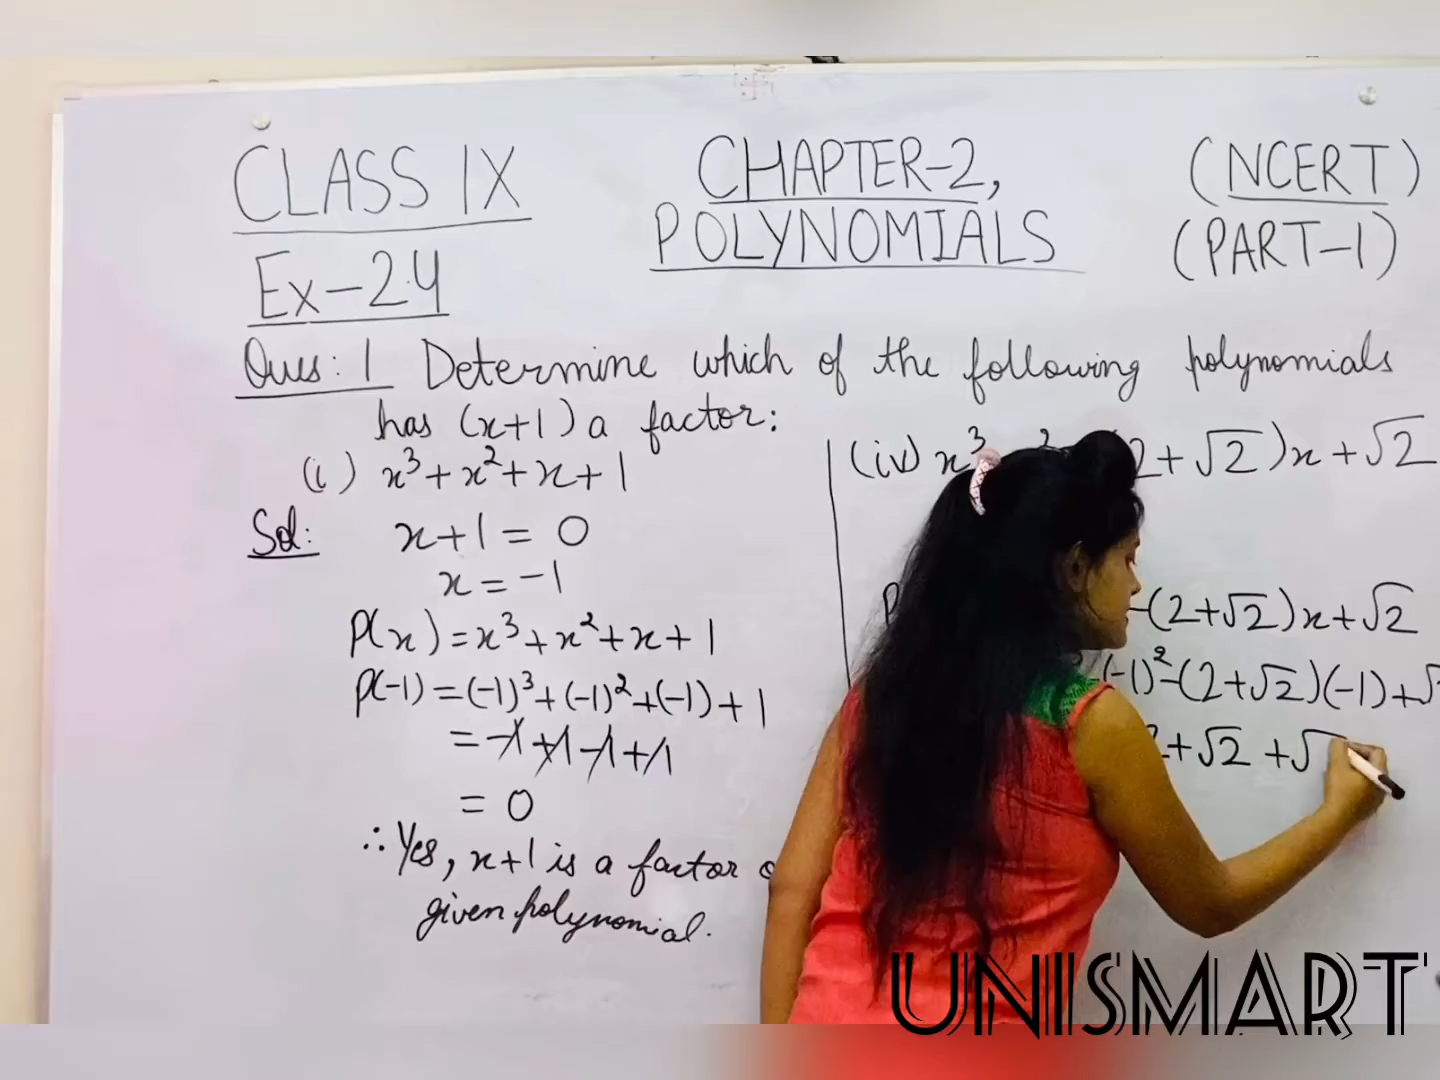 CLASS IX
CHAPTER-2,
(NCERT)
POLYNOMIALS
(PART-1)
Ex-2.4
Ques: 1 Determine which of the following polynomials
has (x+1) a factor:
(i) x³+x²+x+1
Sol: x+1 = 0
x = -1
P(x) = x³+x²+x+1
P(-1) = (-1)³+(-1)²+(-1)+1
= -1+1-1+1
= 0
∴ Yes, x+1 is a factor
given polynomial.
(iv) x³ 2+√2)x+√2
-(2+√2)x+√2
(-1)²-(2+√2)(-1)+√
2+√2+√
UNISMART